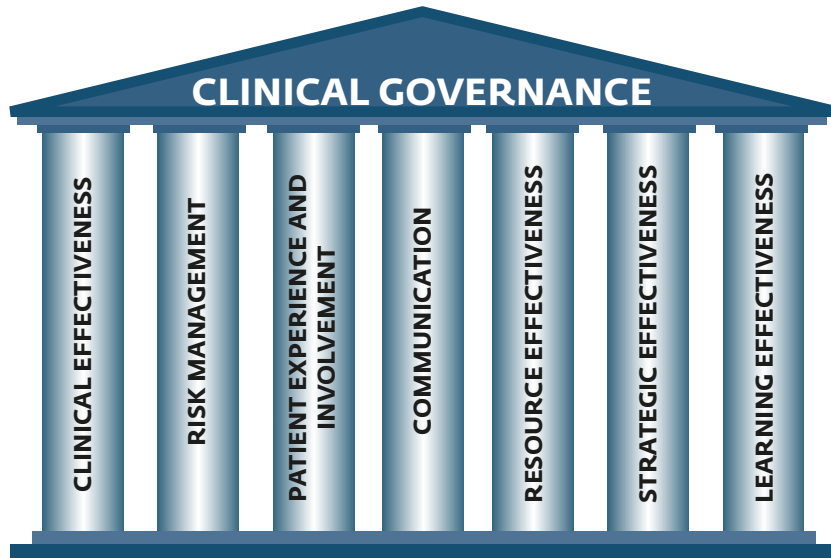 CLINICAL GOVERNANCE
CLINICAL EFFECTIVENESS
RISK MANAGEMENT
PATIENT EXPERIENCE AND
INVOLVEMENT
COMMUNICATION
RESOURCE EFFECTIVENESS
STRATEGIC EFFECTIVENESS
LEARNING EFFECTIVENESS